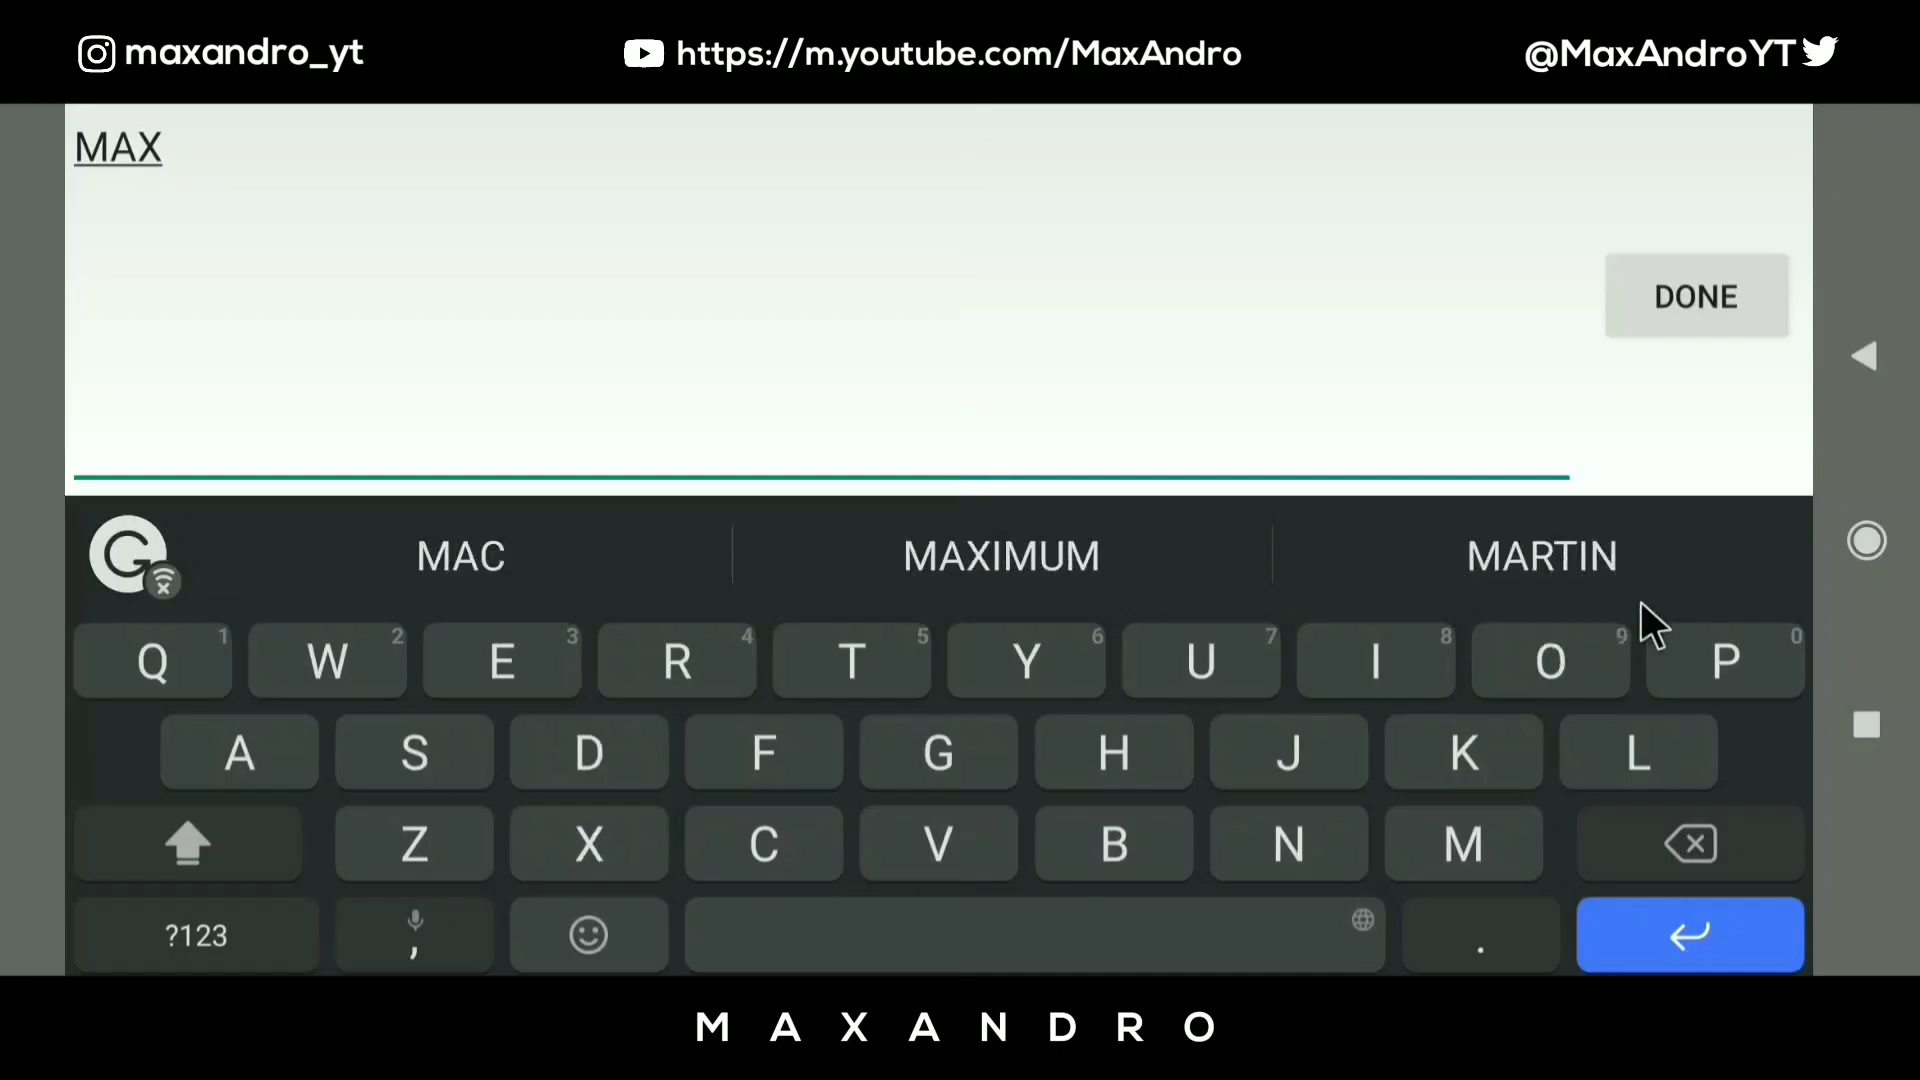 maxandro_yt https://m.youtube.com/MaxAndro @MaxAndroYT
MAX
DONE
MAC MAXIMUM MARTIN
Q 1 W 2 E 3 R 4 T 5 Y 6 U 7 I 8 O 9 P 0
A S D F G H J K L
Z X C V B N M
?123 , .
M A X A N D R O